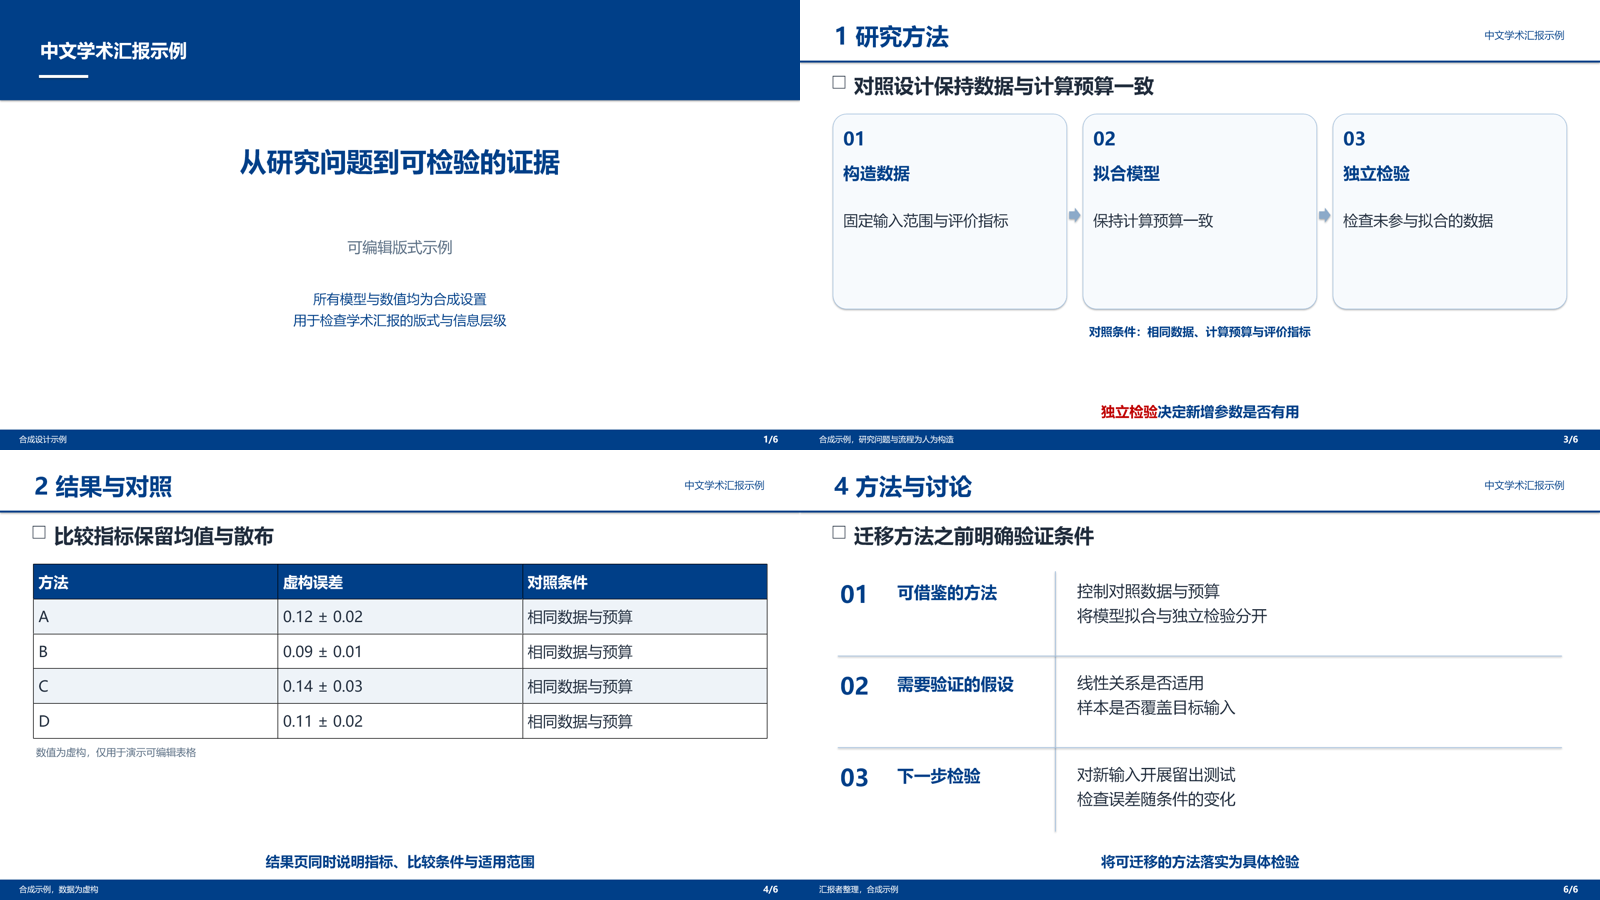 中文学术汇报示例
从研究问题到可检验的证据
可编辑版式示例
所有模型与数值均为合成设置
用于检查学术汇报的版式与信息层级
合成设计示例
1/6
1 研究方法
中文学术汇报示例
对照设计保持数据与计算预算一致
01
构造数据
固定输入范围与评价指标
02
拟合模型
保持计算预算一致
03
独立检验
检查未参与拟合的数据
对照条件：相同数据、计算预算与评价指标
独立检验决定新增参数是否有用
合成示例，研究问题与流程为人为构造
3/6
2 结果与对照
中文学术汇报示例
比较指标保留均值与散布
方法 虚构误差 对照条件
A 0.12 ± 0.02 相同数据与预算
B 0.09 ± 0.01 相同数据与预算
C 0.14 ± 0.03 相同数据与预算
D 0.11 ± 0.02 相同数据与预算
数值为虚构，仅用于演示可编辑表格
结果页同时说明指标、比较条件与适用范围
合成示例，数据为虚构
4/6
4 方法与讨论
中文学术汇报示例
迁移方法之前明确验证条件
01 可借鉴的方法
控制对照数据与预算
将模型拟合与独立检验分开
02 需要验证的假设
线性关系是否适用
样本是否覆盖目标输入
03 下一步检验
对新输入开展留出测试
检查误差随条件的变化
将可迁移的方法落实为具体检验
汇报者整理，合成示例
6/6